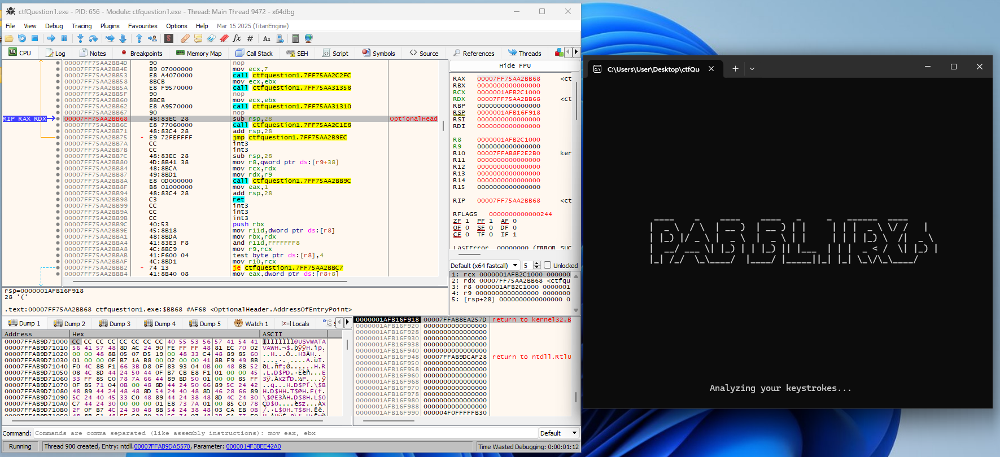 ctfQuestion1.exe - PID: 656 - Module: ctfquestion1.exe - Thread: Main Thread 9472 - x64dbg
File View Debug Tracing Plugins Favourites Options Help Mar 15 2025 (TitanEngine)
CPU Log Notes Breakpoints Memory Map Call Stack SEH Script Symbols Source References Threads
00007FF75AA2BB4D 90 nop
00007FF75AA2BB4E B9 07000000 mov ecx,7
00007FF75AA2BB53 E8 A4070000 call ctfquestion1.7FF75AA2C2FC
00007FF75AA2BB58 8BCB mov ecx,ebx
00007FF75AA2BB5A E8 F9570000 call ctfquestion1.7FF75AA31358
00007FF75AA2BB5F 90 nop
00007FF75AA2BB60 8BCB mov ecx,ebx
00007FF75AA2BB62 E8 A9570000 call ctfquestion1.7FF75AA31310
00007FF75AA2BB67 90 nop
RIP RAX RDX 00007FF75AA2BB68 48:83EC 28 sub rsp,28 OptionalHead
00007FF75AA2BB6C E8 77060000 call ctfquestion1.7FF75AA2C1E8
00007FF75AA2BB71 48:83C4 28 add rsp,28
00007FF75AA2BB75 E9 72FEFFFF jmp ctfquestion1.7FF75AA2B9EC
00007FF75AA2BB7A CC int3
00007FF75AA2BB7B CC int3
00007FF75AA2BB7C 48:83EC 28 sub rsp,28
00007FF75AA2BB80 4D:8B41 38 mov r8,qword ptr ds:[r9+38]
00007FF75AA2BB84 48:8BCA mov rcx,rdx
00007FF75AA2BB87 49:8BD1 mov rdx,r9
00007FF75AA2BB8A E8 0D000000 call ctfquestion1.7FF75AA2BB9C
00007FF75AA2BB8F B8 01000000 mov eax,1
00007FF75AA2BB94 48:83C4 28 add rsp,28
00007FF75AA2BB98 C3 ret
00007FF75AA2BB99 CC int3
00007FF75AA2BB9A CC int3
00007FF75AA2BB9B CC int3
00007FF75AA2BB9C 40:53 push rbx
00007FF75AA2BB9E 45:8B18 mov r11d,dword ptr ds:[r8]
00007FF75AA2BBA1 48:8BDA mov rbx,rdx
00007FF75AA2BBA4 41:83E3 F8 and r11d,FFFFFFF8
00007FF75AA2BBA8 4C:8BC9 mov r9,rcx
00007FF75AA2BBAB 41:F600 04 test byte ptr ds:[r8],4
00007FF75AA2BBAF 4C:8BD1 mov r10,rcx
00007FF75AA2BBB2 74 13 je ctfquestion1.7FF75AA2BBC7
00007FF75AA2BBB4 41:8B40 08 mov eax,dword ptr ds:[r8+8]
Hide FPU
RAX 00007FF75AA2BB68 <ct
RBX 0000000000000000
RCX 0000001AFB2C1000
RDX 00007FF75AA2BB68 <ct
RBP 0000000000000000
RSP 0000001AFB16F918
RSI 0000000000000000
RDI 0000000000000000
R8 0000001AFB2C1000
R9 0000000000000000
R10 00007FFAB8F2E2B0 ker
R11 0000000000000000
R12 0000000000000000
R13 0000000000000000
R14 0000000000000000
R15 0000000000000000
RIP 00007FF75AA2BB68 <ct
RFLAGS 0000000000000244
ZF 1 PF 1 AF 0
OF 0 SF 0 DF 0
CF 0 TF 0 IF 1
LastError 00000000 (ERROR_SUC
Default (x64 fastcall) 5 Unlocked
1: rcx 0000001AFB2C1000 000000
2: rdx 00007FF75AA2BB68 <ctfqu
3: r8 0000001AFB2C1000 0000001
4: r9 0000000000000000 0000000
5: [rsp+28] 0000000000000000 0
rsp=0000001AFB16F918
28 '('
.text:00007FF75AA2BB68 ctfquestion1.exe:$BB68 #AF68 <OptionalHeader.AddressOfEntryPoint>
Dump 1 Dump 2 Dump 3 Dump 4 Dump 5 Watch 1 [x=] Locals
Address Hex ASCII
00007FFAB9D71000 CC CC CC CC CC CC CC CC 40 55 53 56 57 41 54 41 ÌÌÌÌÌÌÌÌ@USVWATA
00007FFAB9D71010 56 41 57 48 8D AC 24 90 FE FF FF 48 81 EC 70 02 AVAWH.¬$.þÿÿH.ìp.
00007FFAB9D71020 00 00 48 8B 05 07 D5 19 00 48 33 C4 48 89 85 60
00007FFAB9D71030 01 00 00 0F B7 1A B8 00 02 00 00 41 8B F9 49 8B
00007FFAB9D71040 F0 4C 8B F1 66 3B D8 0F 83 93 04 0B 00 48 8B 52
00007FFAB9D71050 08 4C 8D 44 24 50 44 0F B7 CB E8 F1 01 00 00 45
00007FFAB9D71060 33 FF 85 C0 78 7A 66 44 89 BD 50 01 00 00 85 FF
00007FFAB9D71070 0F 85 71 04 0B 00 48 8D 44 24 50 66 89 5C 24 42
00007FFAB9D71080 48 89 44 24 48 48 8D 54 24 40 48 8D 46 28 66 89
00007FFAB9D71090 5C 24 40 45 33 C0 48 89 44 24 38 48 8D 4C 24 30
00007FFAB9D710A0 C7 44 24 30 00 00 00 01 E8 73 7A 01 00 85 C0 78
00007FFAB9D710B0 2F 0F B7 4C 24 30 48 8B 54 24 38 03 CA EB 0B
0000001AFB16F918 00007FFAB8EA257D return to kernel32.B
0000001AFB16F920 0000000000000000
0000001AFB16F928 0000000000000000
0000001AFB16F930 0000000000000000
0000001AFB16F938 0000000000000000
0000001AFB16F940 0000000000000000
0000001AFB16F948 00007FFAB9DCAF28 return to ntdll.RtlU
0000001AFB16F950 0000000000000000
0000001AFB16F958 0000000000000000
0000001AFB16F960 0000000000000000
0000001AFB16F968 0000000000000000
0000001AFB16F970 0000000000000000
0000001AFB16F978 0000000000000000
0000001AFB16F980 0000000000000000
0000001AFB16F988 0000000000000000
0000001AFB16F990 000004F0FFFFFB30
Command: Commands are comma separated (like assembly instructions): mov eax, ebx Default
Running Thread 900 created, Entry: ntdll.00007FFAB9DA5570, Parameter: 0000014F3BEE42A0 Time Wasted Debugging: 0:00:01:12
C:\Users\User\Desktop\ctfQue
Analyzing your keystrokes...